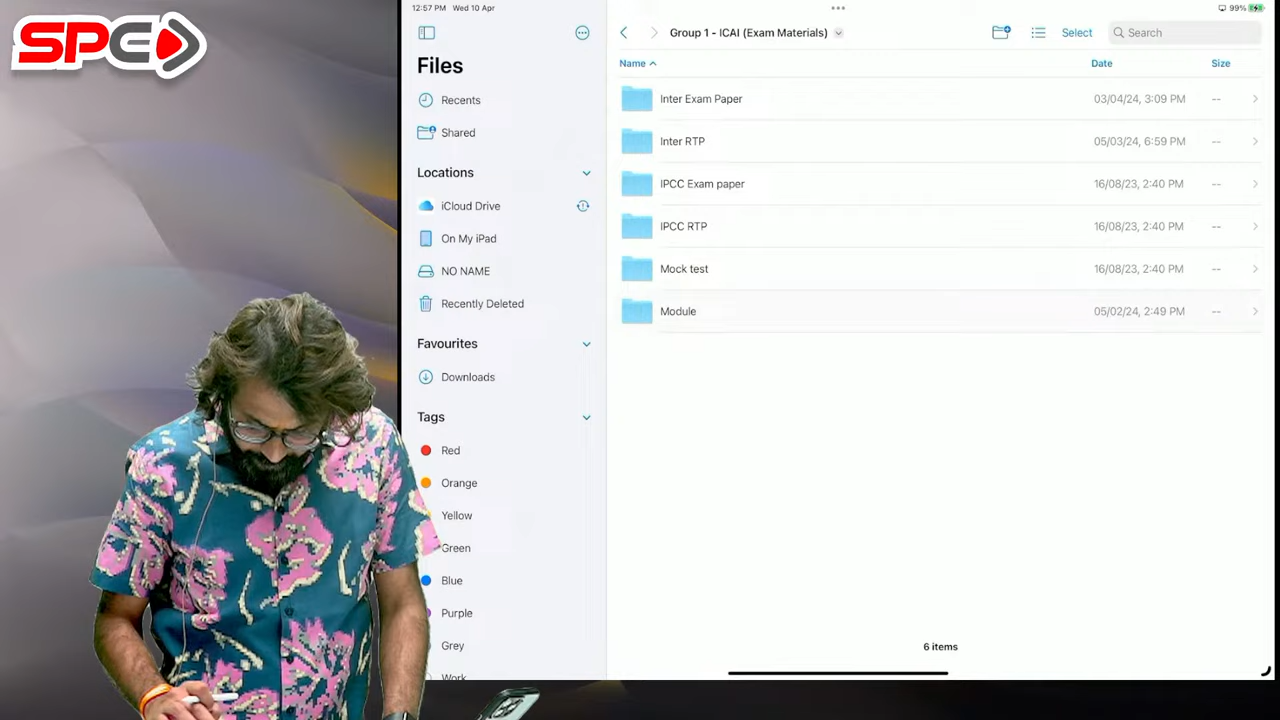 SPC
12:57 PM Wed 10 Apr
99%
Files
Recents
Shared
Locations
iCloud Drive
On My iPad
NO NAME
Recently Deleted
Favourites
Downloads
Tags
Red
Orange
Yellow
Green
Blue
Purple
Grey
Work
Group 1 - ICAI (Exam Materials)
Select
Search
Name Date Size
Inter Exam Paper 03/04/24, 3:09 PM --
Inter RTP 05/03/24, 6:59 PM --
IPCC Exam paper 16/08/23, 2:40 PM --
IPCC RTP 16/08/23, 2:40 PM --
Mock test 16/08/23, 2:40 PM --
Module 05/02/24, 2:49 PM --
6 items